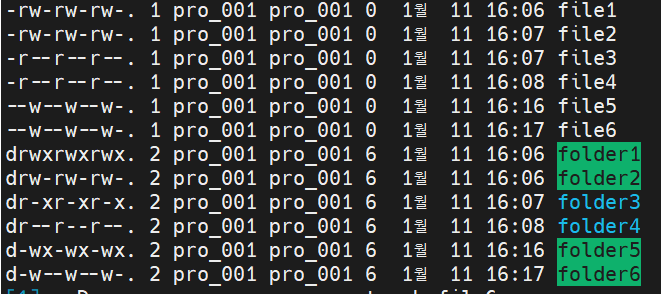 -rw-rw-rw-. 1 pro_001 pro_001 0 1월 11 16:06 file1
-rw-rw-rw-. 1 pro_001 pro_001 0 1월 11 16:07 file2
-r--r--r--. 1 pro_001 pro_001 0 1월 11 16:07 file3
-r--r--r--. 1 pro_001 pro_001 0 1월 11 16:08 file4
--w--w--w-. 1 pro_001 pro_001 0 1월 11 16:16 file5
--w--w--w-. 1 pro_001 pro_001 0 1월 11 16:17 file6
drwxrwxrwx. 2 pro_001 pro_001 6 1월 11 16:06 folder1
drw-rw-rw-. 2 pro_001 pro_001 6 1월 11 16:06 folder2
dr-xr-xr-x. 2 pro_001 pro_001 6 1월 11 16:07 folder3
dr--r--r--. 2 pro_001 pro_001 6 1월 11 16:08 folder4
d-wx-wx-wx. 2 pro_001 pro_001 6 1월 11 16:16 folder5
d-w--w--w-. 2 pro_001 pro_001 6 1월 11 16:17 folder6